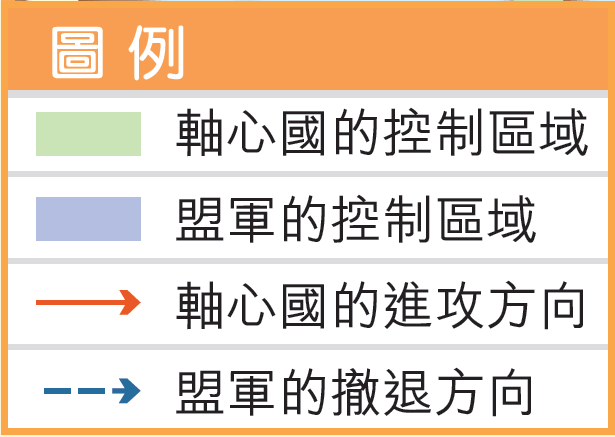 圖例
軸心國的控制區域
盟軍的控制區域
軸心國的進攻方向
盟軍的撤退方向